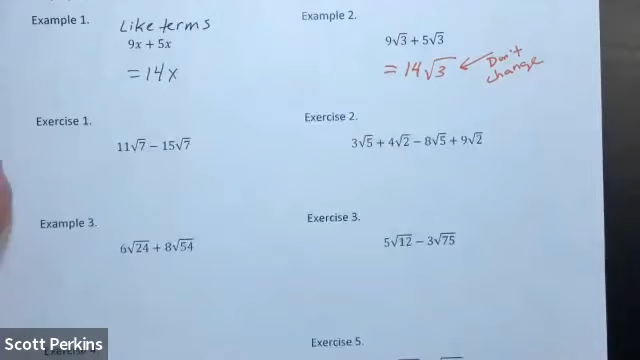 Example 1.
Like terms
9x + 5x
= 14x
Example 2.
9√3 + 5√3
= 14√3
Don't change
Exercise 1.
11√7 − 15√7
Exercise 2.
3√5 + 4√2 − 8√5 + 9√2
Example 3.
6√24 + 8√54
Exercise 3.
5√12 − 3√75
Exercise 5.
Scott Perkins